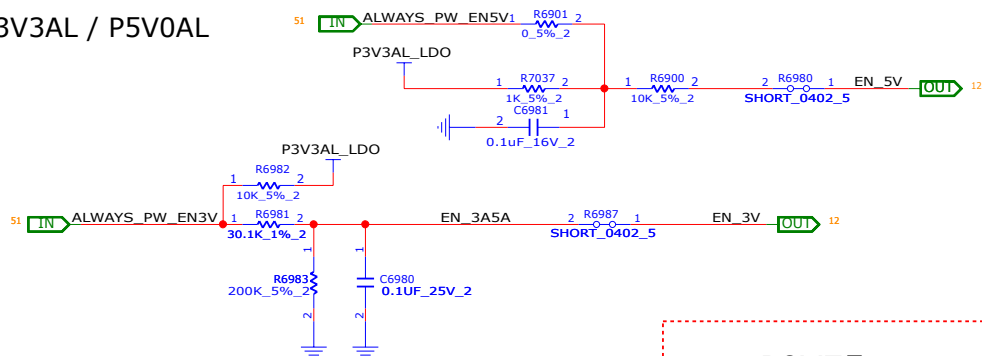 3V3AL / P5V0AL
51 IN ALWAYS_PW_EN5V 1 R6901 2
0_5%_2
P3V3AL_LDO
1 R7037 2
1K_5%_2
1 R6900 2
10K_5%_2
2 R6980 1
SHORT_0402_5
EN_5V OUT 12
2 C6981 1
0.1uF_16V_2
P3V3AL_LDO
R6982
1 2
10K_5%_2
51 IN ALWAYS_PW_EN3V 1 R6981 2
30.1K_1%_2
EN_3A5A
2 R6987 1
SHORT_0402_5
EN_3V OUT 12
1
R6983
200K_5%_2
2
1
C6980
0.1UF_25V_2
2